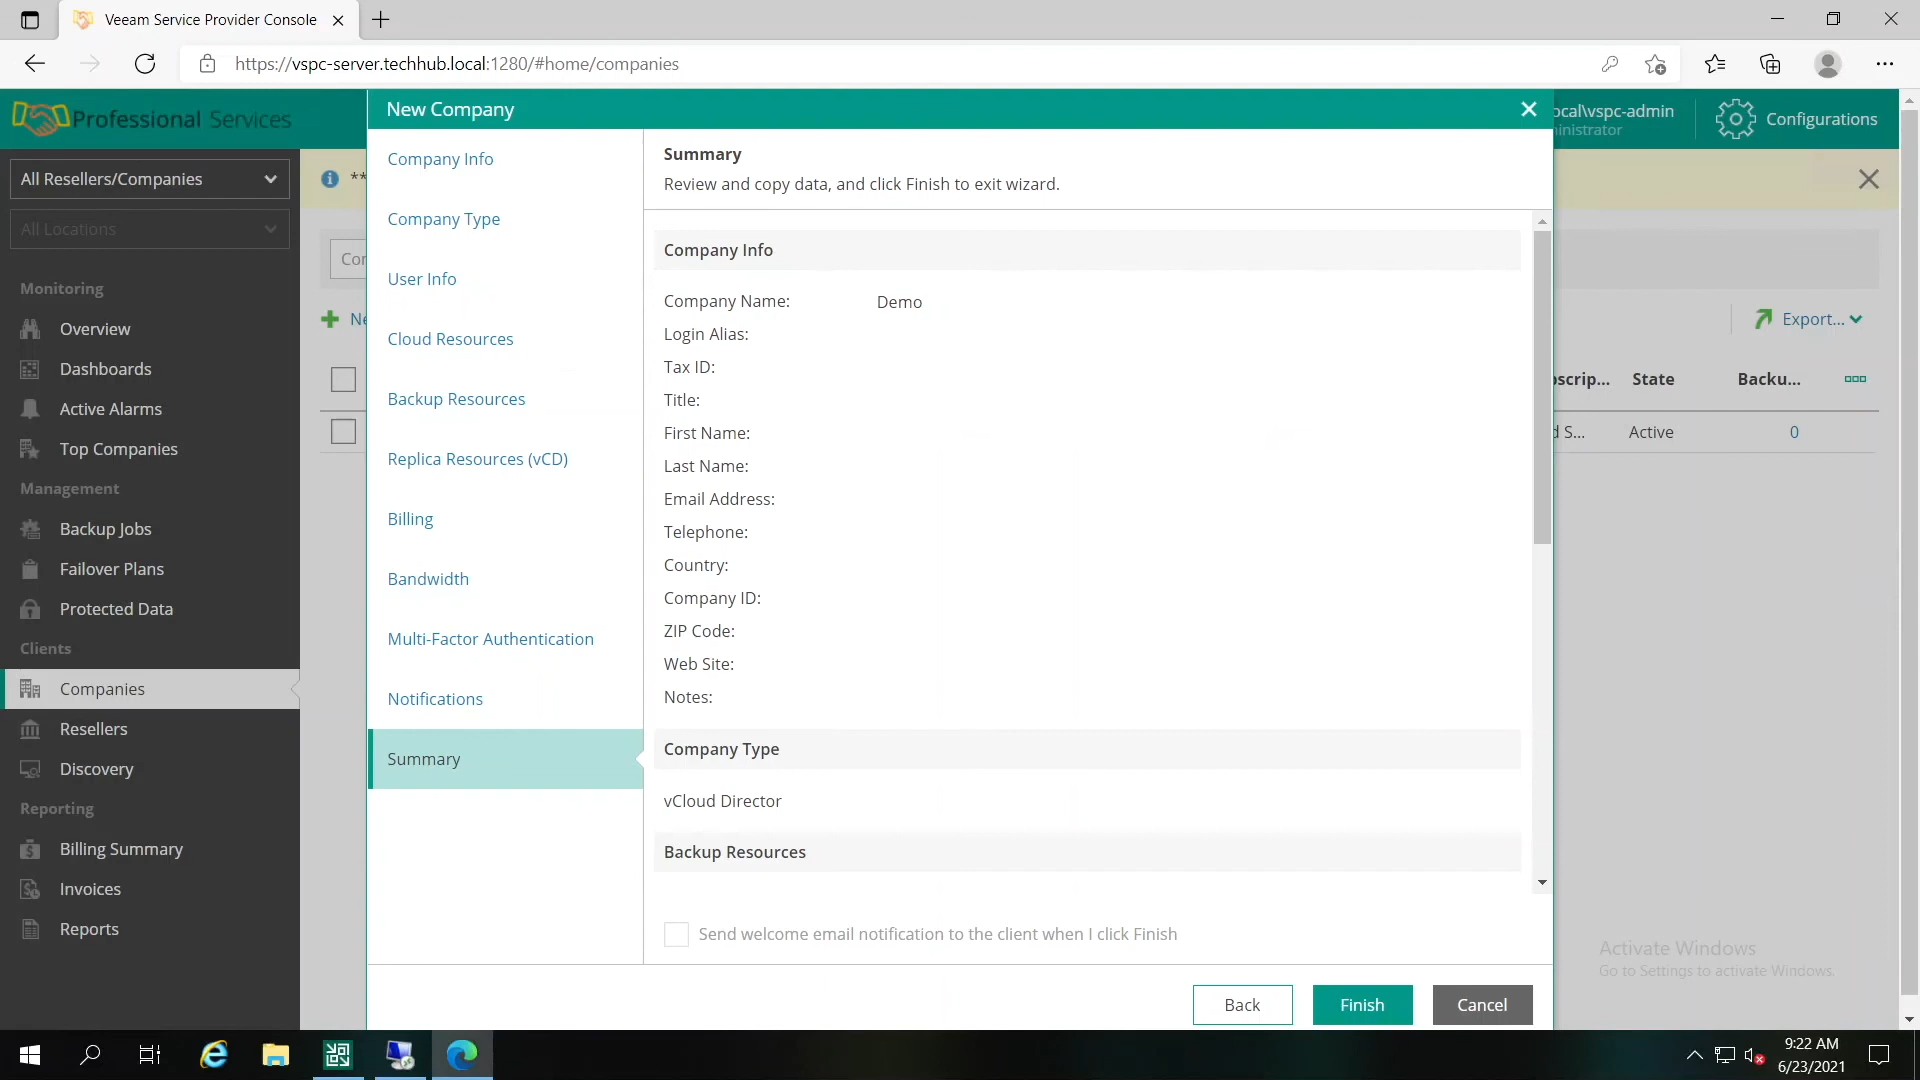 Veeam Service Provider Console
https://vspc-server.techhub.local:1280/#home/companies
Professional Services
New Company
ocal\vspc-admin
ministrator
Configurations
All Resellers/Companies
All Locations
Monitoring
Overview
Dashboards
Active Alarms
Top Companies
Management
Backup Jobs
Failover Plans
Protected Data
Clients
Companies
Resellers
Discovery
Reporting
Billing Summary
Invoices
Reports
**
Con
Ne
Export...
bscrip... State Backu...
d S... Active 0
Company Info
Company Type
User Info
Cloud Resources
Backup Resources
Replica Resources (vCD)
Billing
Bandwidth
Multi-Factor Authentication
Notifications
Summary
Summary
Review and copy data, and click Finish to exit wizard.
Company Info
Company Name: Demo
Login Alias:
Tax ID:
Title:
First Name:
Last Name:
Email Address:
Telephone:
Country:
Company ID:
ZIP Code:
Web Site:
Notes:
Company Type
vCloud Director
Backup Resources
Send welcome email notification to the client when I click Finish
Back Finish Cancel
Activate Windows
Go to Settings to activate Windows.
9:22 AM
6/23/2021